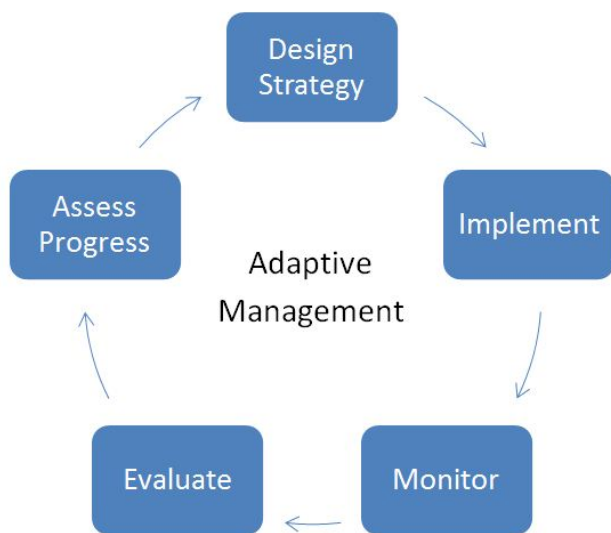 Design
Strategy
Implement
Monitor
Evaluate
Assess
Progress
Adaptive
Management